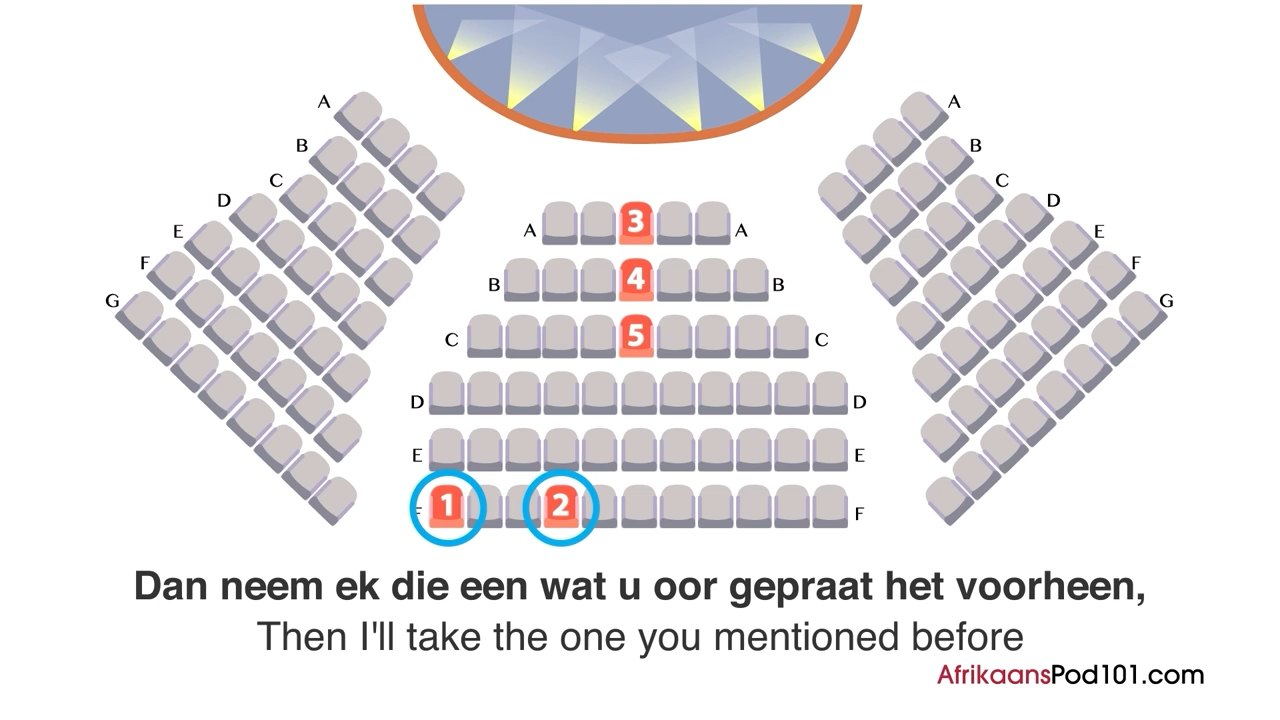 A
A
B
B
C
C
D
D
E
E
F
F
G
G
A 3 A
B 4 B
C 5 C
D D
E E
F 1 2 F
Dan neem ek die een wat u oor gepraat het voorheen,
Then I'll take the one you mentioned before
AfrikaansPod101.com